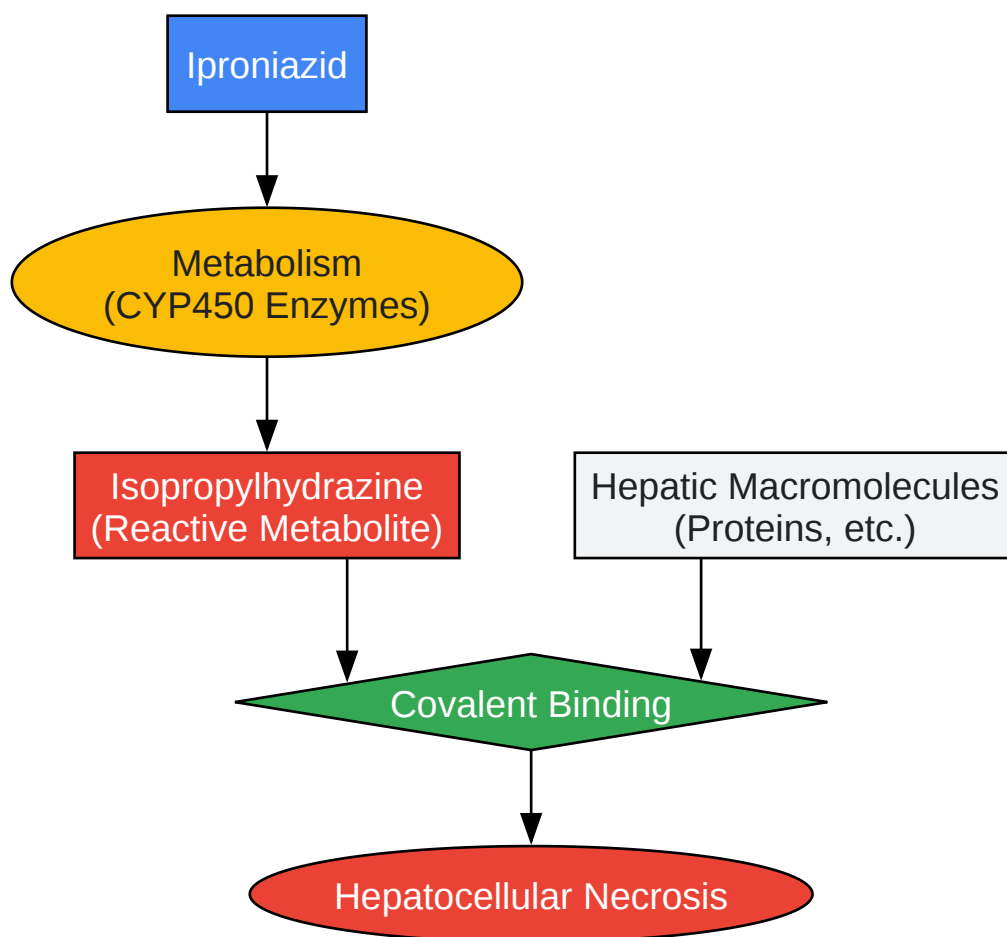 Iproniazid
Metabolism
(CYP450 Enzymes)
Isopropylhydrazine
(Reactive Metabolite)
Hepatic Macromolecules
(Proteins, etc.)
Covalent Binding
Hepatocellular Necrosis